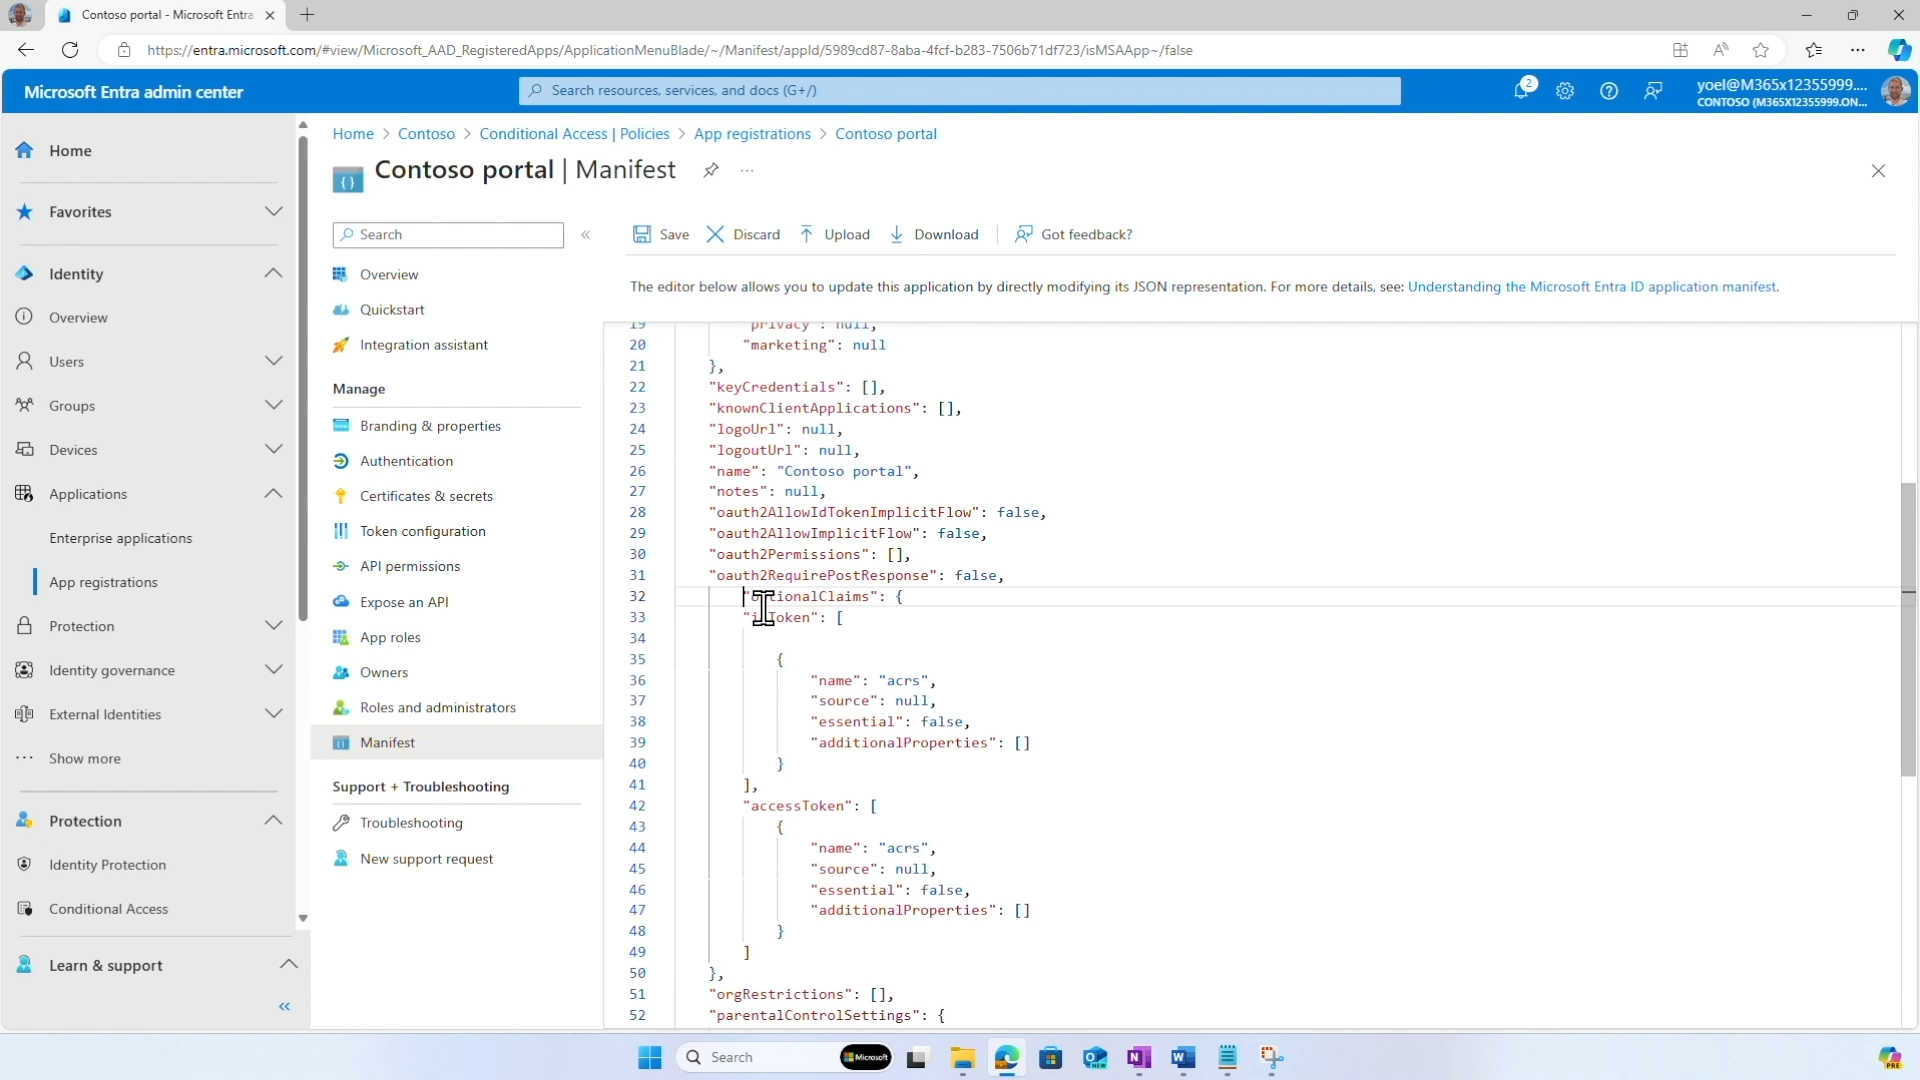 Contoso portal - Microsoft Entra
https://entra.microsoft.com/#view/Microsoft_AAD_RegisteredApps/ApplicationMenuBlade/~/Manifest/appId/5989cd87-8aba-4fcf-b283-7506b71df723/isMSAApp~/false
Microsoft Entra admin center
Search resources, services, and docs (G+/)
2
yoel@M365x12355999....
CONTOSO (M365X12355999.ON...
Home
Favorites
Identity
Overview
Users
Groups
Devices
Applications
Enterprise applications
App registrations
Protection
Identity governance
External Identities
Show more
Protection
Identity Protection
Conditional Access
Learn & support
Home > Contoso > Conditional Access | Policies > App registrations > Contoso portal
Contoso portal | Manifest
Search
Overview
Quickstart
Integration assistant
Manage
Branding & properties
Authentication
Certificates & secrets
Token configuration
API permissions
Expose an API
App roles
Owners
Roles and administrators
Manifest
Support + Troubleshooting
Troubleshooting
New support request
Save Discard Upload Download Got feedback?
The editor below allows you to update this application by directly modifying its JSON representation. For more details, see: Understanding the Microsoft Entra ID application manifest.
19 "privacy": null,
20 "marketing": null
21 },
22 "keyCredentials": [],
23 "knownClientApplications": [],
24 "logoUrl": null,
25 "logoutUrl": null,
26 "name": "Contoso portal",
27 "notes": null,
28 "oauth2AllowIdTokenImplicitFlow": false,
29 "oauth2AllowImplicitFlow": false,
30 "oauth2Permissions": [],
31 "oauth2RequirePostResponse": false,
32 "optionalClaims": {
33 "idToken": [
34
35 {
36 "name": "acrs",
37 "source": null,
38 "essential": false,
39 "additionalProperties": []
40 }
41 ],
42 "accessToken": [
43 {
44 "name": "acrs",
45 "source": null,
46 "essential": false,
47 "additionalProperties": []
48 }
49 ]
50 },
51 "orgRestrictions": [],
52 "parentalControlSettings": {
Search
Microsoft
NEW
N
W
PRE